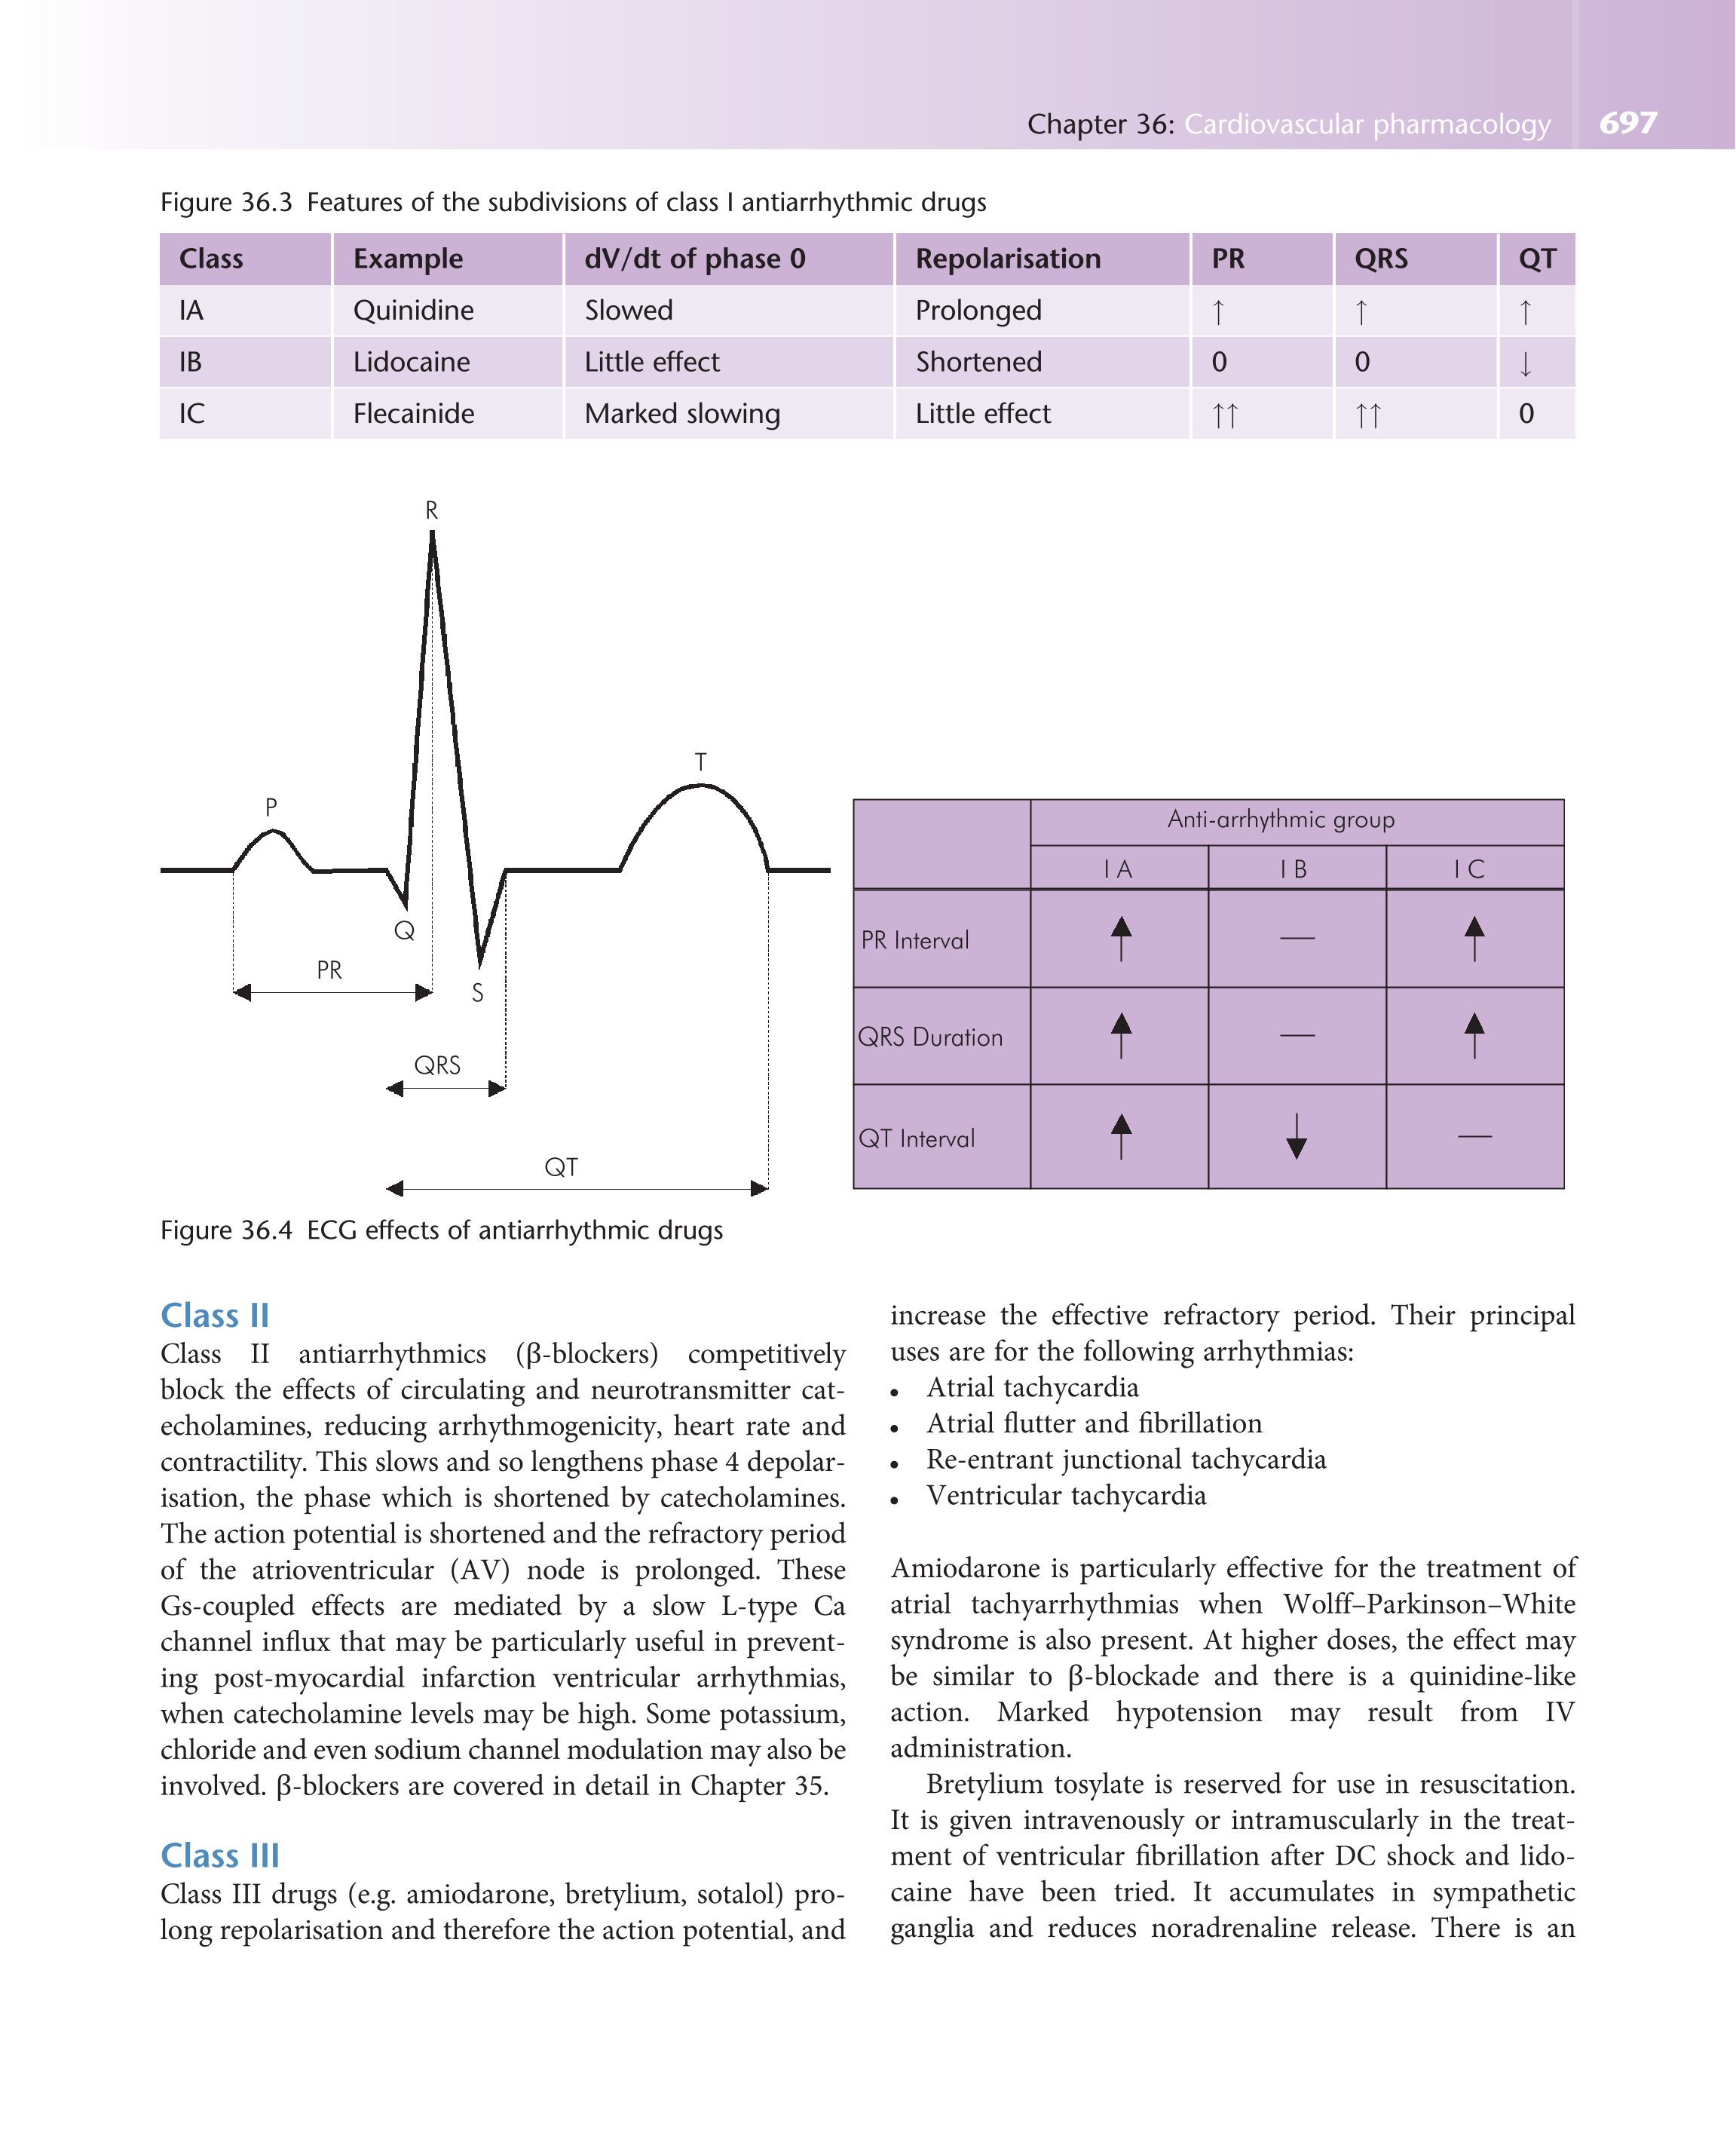 Chapter 36: Cardiovascular pharmacology 697
Figure 36.3 Features of the subdivisions of class I antiarrhythmic drugs
Class Example dV/dt of phase 0 Repolarisation PR QRS QT
IA Quinidine Slowed Prolonged ↑ ↑ ↑
IB Lidocaine Little effect Shortened 0 0 ↓
IC Flecainide Marked slowing Little effect ↑↑ ↑↑ 0
R
T
P
Q
PR
S
QRS
QT
Anti-arrhythmic group
I A I B I C
PR Interval ↑ — ↑
QRS Duration ↑ — ↑
QT Interval ↑ ↓ —
Figure 36.4 ECG effects of antiarrhythmic drugs
Class II
Class II antiarrhythmics (β-blockers) competitively
block the effects of circulating and neurotransmitter cat-
echolamines, reducing arrhythmogenicity, heart rate and
contractility. This slows and so lengthens phase 4 depolar-
isation, the phase which is shortened by catecholamines.
The action potential is shortened and the refractory period
of the atrioventricular (AV) node is prolonged. These
Gs-coupled effects are mediated by a slow L-type Ca
channel influx that may be particularly useful in prevent-
ing post-myocardial infarction ventricular arrhythmias,
when catecholamine levels may be high. Some potassium,
chloride and even sodium channel modulation may also be
involved. β-blockers are covered in detail in Chapter 35.
Class III
Class III drugs (e.g. amiodarone, bretylium, sotalol) pro-
long repolarisation and therefore the action potential, and
increase the effective refractory period. Their principal
uses are for the following arrhythmias:
• Atrial tachycardia
• Atrial flutter and fibrillation
• Re-entrant junctional tachycardia
• Ventricular tachycardia
Amiodarone is particularly effective for the treatment of
atrial tachyarrhythmias when Wolff–Parkinson–White
syndrome is also present. At higher doses, the effect may
be similar to β-blockade and there is a quinidine-like
action. Marked hypotension may result from IV
administration.
Bretylium tosylate is reserved for use in resuscitation.
It is given intravenously or intramuscularly in the treat-
ment of ventricular fibrillation after DC shock and lido-
caine have been tried. It accumulates in sympathetic
ganglia and reduces noradrenaline release. There is an